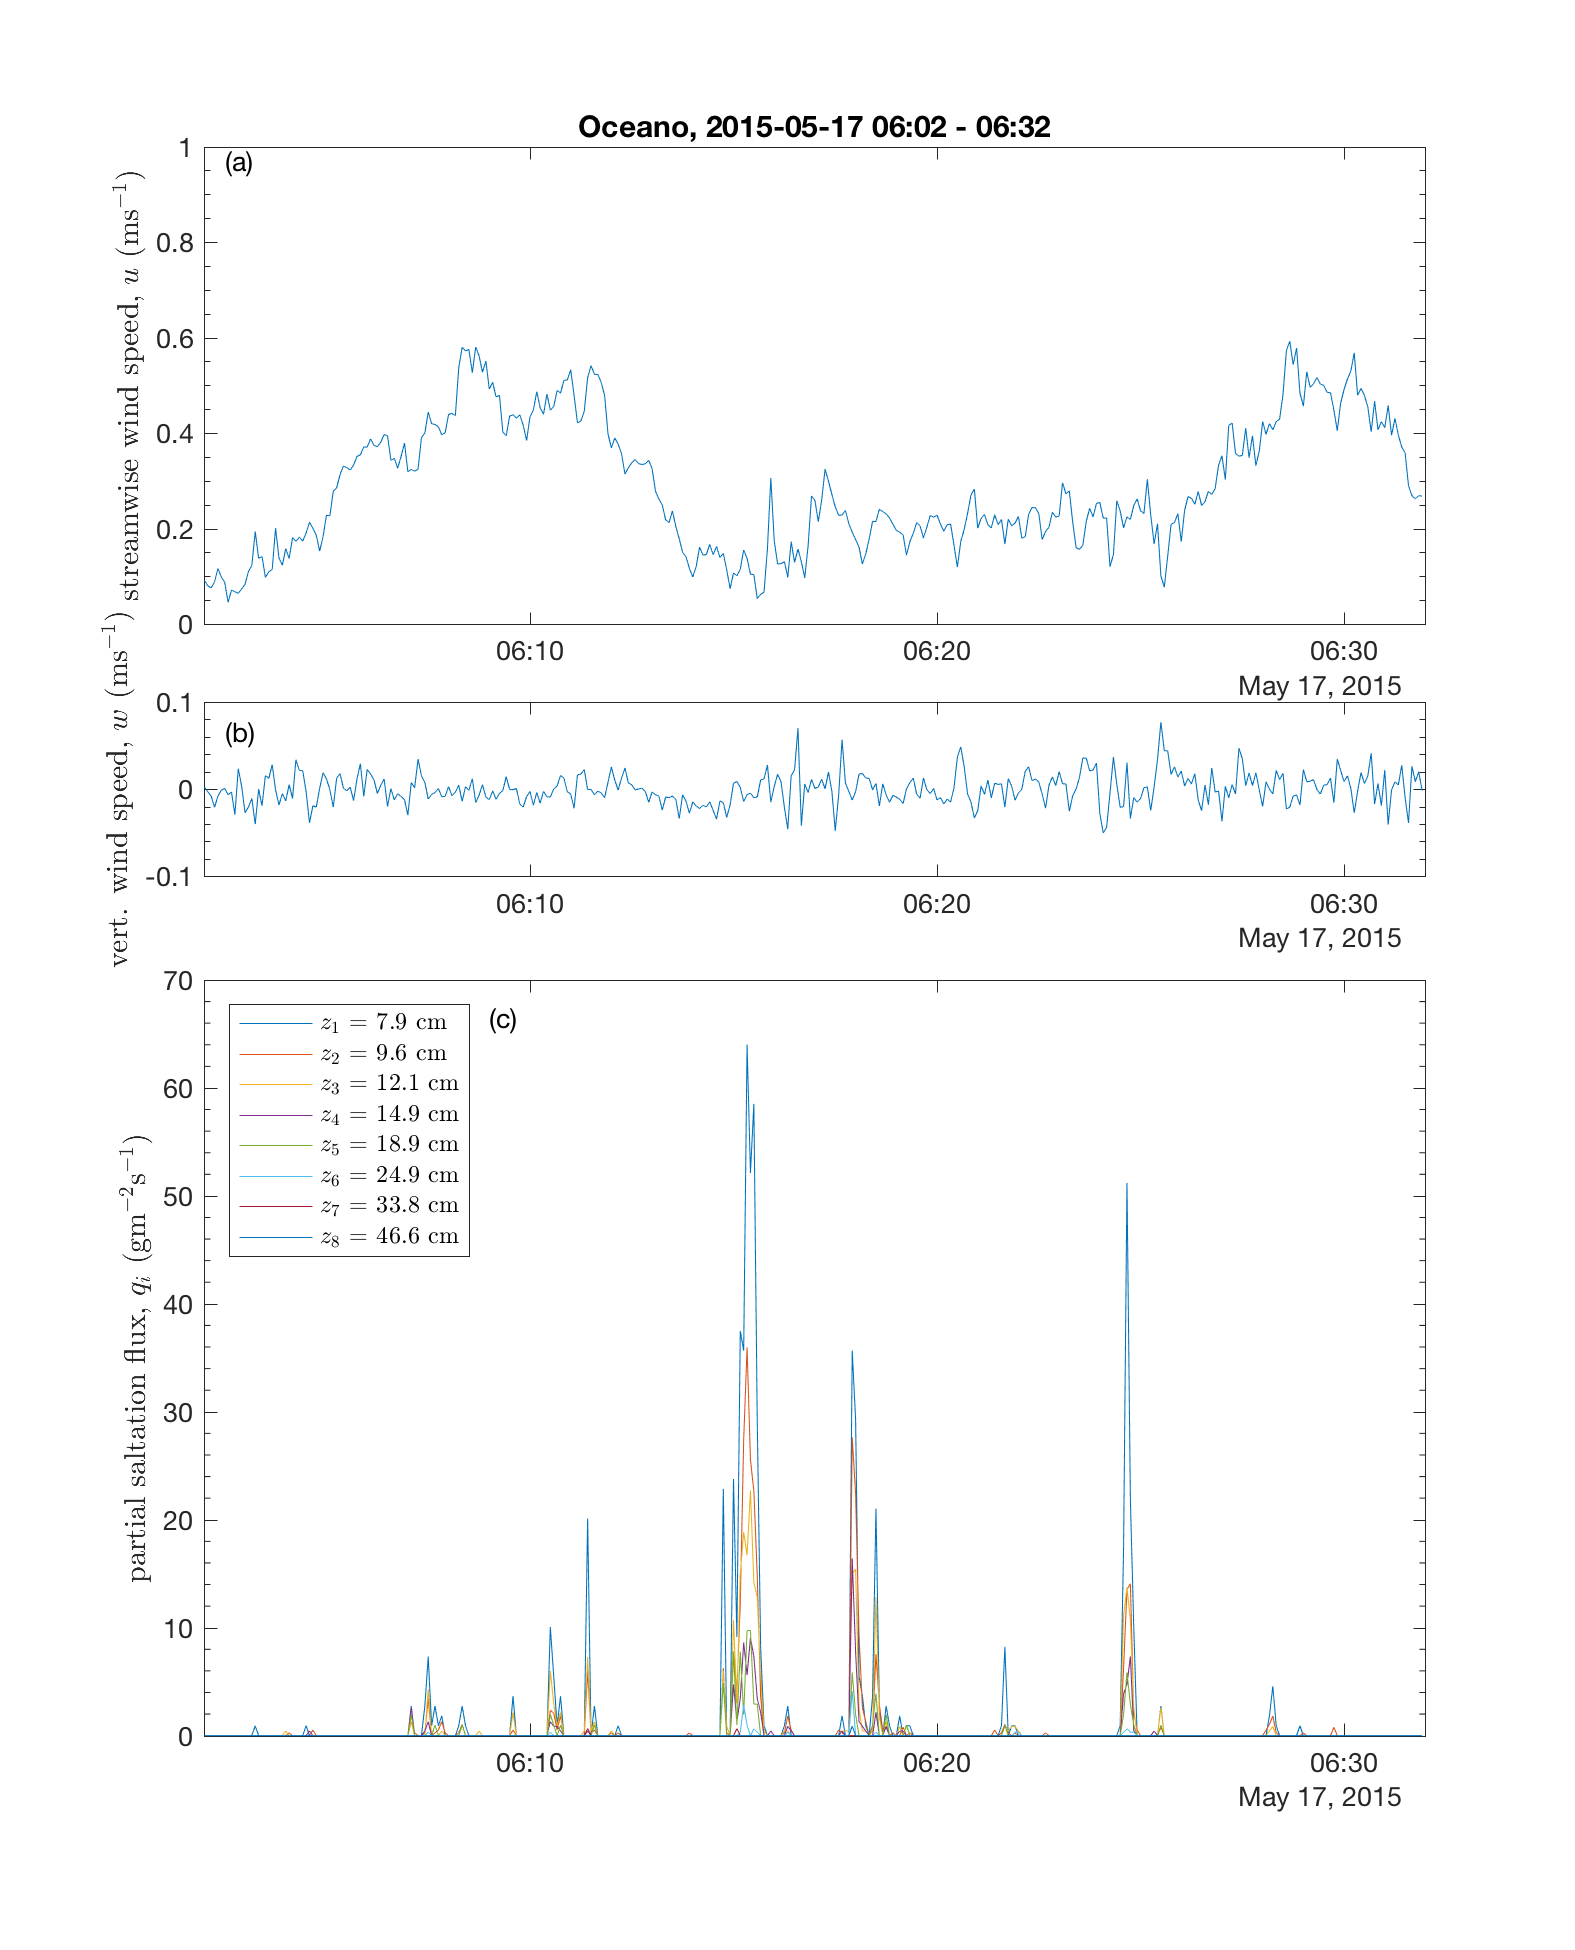 Oceano, 2015-05-17 06:02 - 06:32
(a)
streamwise wind speed, u (ms⁻¹)
1
0.8
0.6
0.4
0.2
0
06:10 06:20 06:30
May 17, 2015
(b)
vert. wind speed, w (ms⁻¹)
0.1
0
-0.1
06:10 06:20 06:30
May 17, 2015
(c)
partial saltation flux, qᵢ (gm⁻²s⁻¹)
70
60
50
40
30
20
10
0
z₁ = 7.9 cm
z₂ = 9.6 cm
z₃ = 12.1 cm
z₄ = 14.9 cm
z₅ = 18.9 cm
z₆ = 24.9 cm
z₇ = 33.8 cm
z₈ = 46.6 cm
06:10 06:20 06:30
May 17, 2015